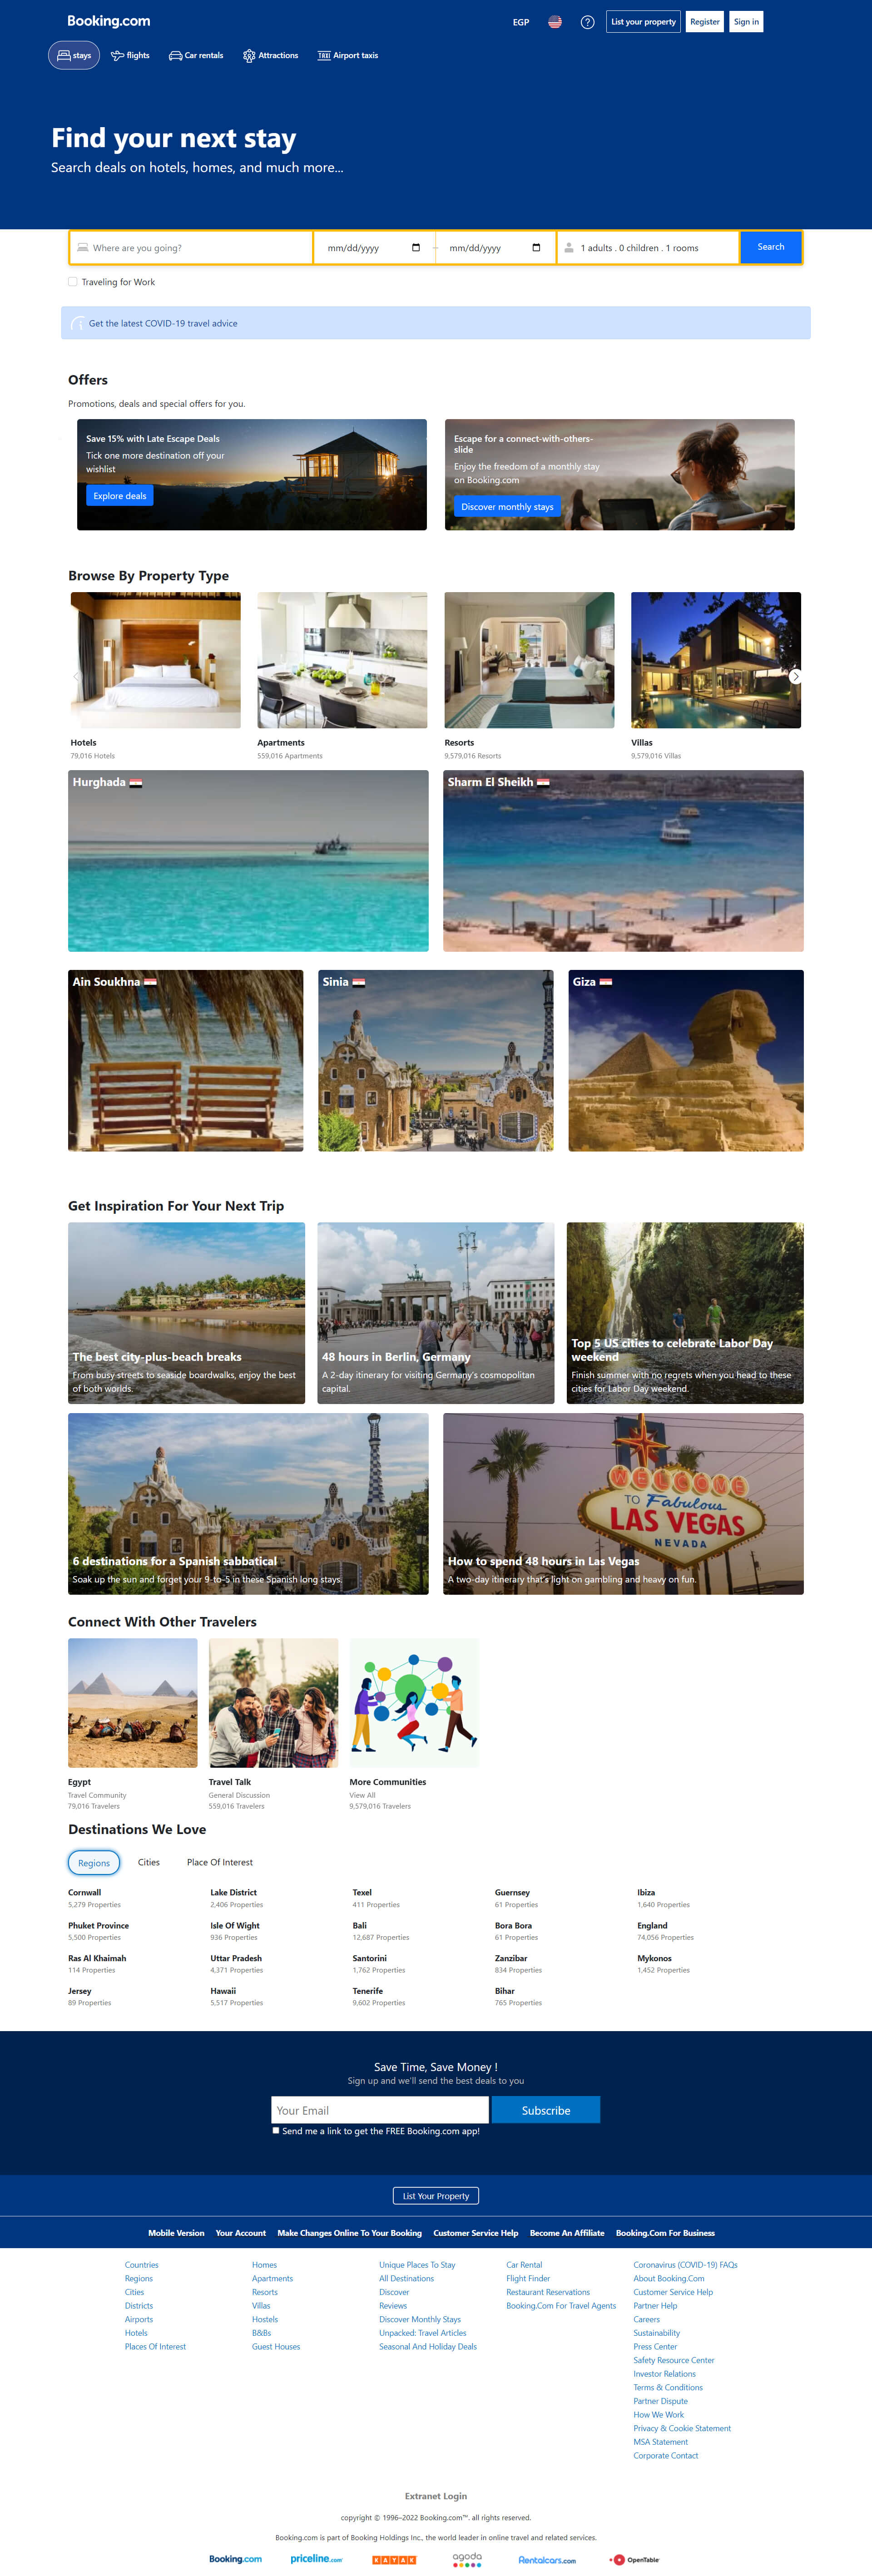 Booking.com
EGP
List your property
Register
Sign in
stays
flights
Car rentals
Attractions
TAXI
Airport taxis
Find your next stay
Search deals on hotels, homes, and much more...
Where are you going?
mm/dd/yyyy
mm/dd/yyyy
1 adults . 0 children . 1 rooms
Search
Traveling for Work
Get the latest COVID-19 travel advice
Offers
Promotions, deals and special offers for you.
Save 15% with Late Escape Deals
Tick one more destination off your
wishlist
Explore deals
Escape for a connect-with-others-
slide
Enjoy the freedom of a monthly stay
on Booking.com
Discover monthly stays
Browse By Property Type
Hotels
79,016 Hotels
Apartments
559,016 Apartments
Resorts
9,579,016 Resorts
Villas
9,579,016 Villas
Hurghada
Sharm El Sheikh
Ain Soukhna
Sinia
Giza
Get Inspiration For Your Next Trip
The best city-plus-beach breaks
From busy streets to seaside boardwalks, enjoy the best
of both worlds.
48 hours in Berlin, Germany
A 2-day itinerary for visiting Germany's cosmopolitan
capital.
Top 5 US cities to celebrate Labor Day
weekend
Finish summer with no regrets when you head to these
cities for Labor Day weekend.
6 destinations for a Spanish sabbatical
Soak up the sun and forget your 9-to-5 in these Spanish long stays.
WELCOME
TO Fabulous
LAS VEGAS
NEVADA
How to spend 48 hours in Las Vegas
A two-day itinerary that's light on gambling and heavy on fun.
Connect With Other Travelers
Egypt
Travel Community
79,016 Travelers
Travel Talk
General Discussion
559,016 Travelers
More Communities
View All
9,579,016 Travelers
Destinations We Love
Regions
Cities
Place Of Interest
Cornwall
5,279 Properties
Lake District
2,406 Properties
Texel
411 Properties
Guernsey
61 Properties
Ibiza
1,640 Properties
Phuket Province
5,500 Properties
Isle Of Wight
936 Properties
Bali
12,687 Properties
Bora Bora
61 Properties
England
74,056 Properties
Ras Al Khaimah
114 Properties
Uttar Pradesh
4,371 Properties
Santorini
1,762 Properties
Zanzibar
834 Properties
Mykonos
1,452 Properties
Jersey
89 Properties
Hawaii
5,517 Properties
Tenerife
9,602 Properties
Bihar
765 Properties
Save Time, Save Money !
Sign up and we'll send the best deals to you
Your Email
Subscribe
Send me a link to get the FREE Booking.com app!
List Your Property
Mobile Version
Your Account
Make Changes Online To Your Booking
Customer Service Help
Become An Affiliate
Booking.Com For Business
Countries
Regions
Cities
Districts
Airports
Hotels
Places Of Interest
Homes
Apartments
Resorts
Villas
Hostels
B&Bs
Guest Houses
Unique Places To Stay
All Destinations
Discover
Reviews
Discover Monthly Stays
Unpacked: Travel Articles
Seasonal And Holiday Deals
Car Rental
Flight Finder
Restaurant Reservations
Booking.Com For Travel Agents
Coronavirus (COVID-19) FAQs
About Booking.Com
Customer Service Help
Partner Help
Careers
Sustainability
Press Center
Safety Resource Center
Investor Relations
Terms & Conditions
Partner Dispute
How We Work
Privacy & Cookie Statement
MSA Statement
Corporate Contact
Extranet Login
copyright © 1996–2022 Booking.com™. all rights reserved.
Booking.com is part of Booking Holdings Inc., the world leader in online travel and related services.
Booking.com
priceline.com
KAYAK
agoda
Rentalcars.com
OpenTable